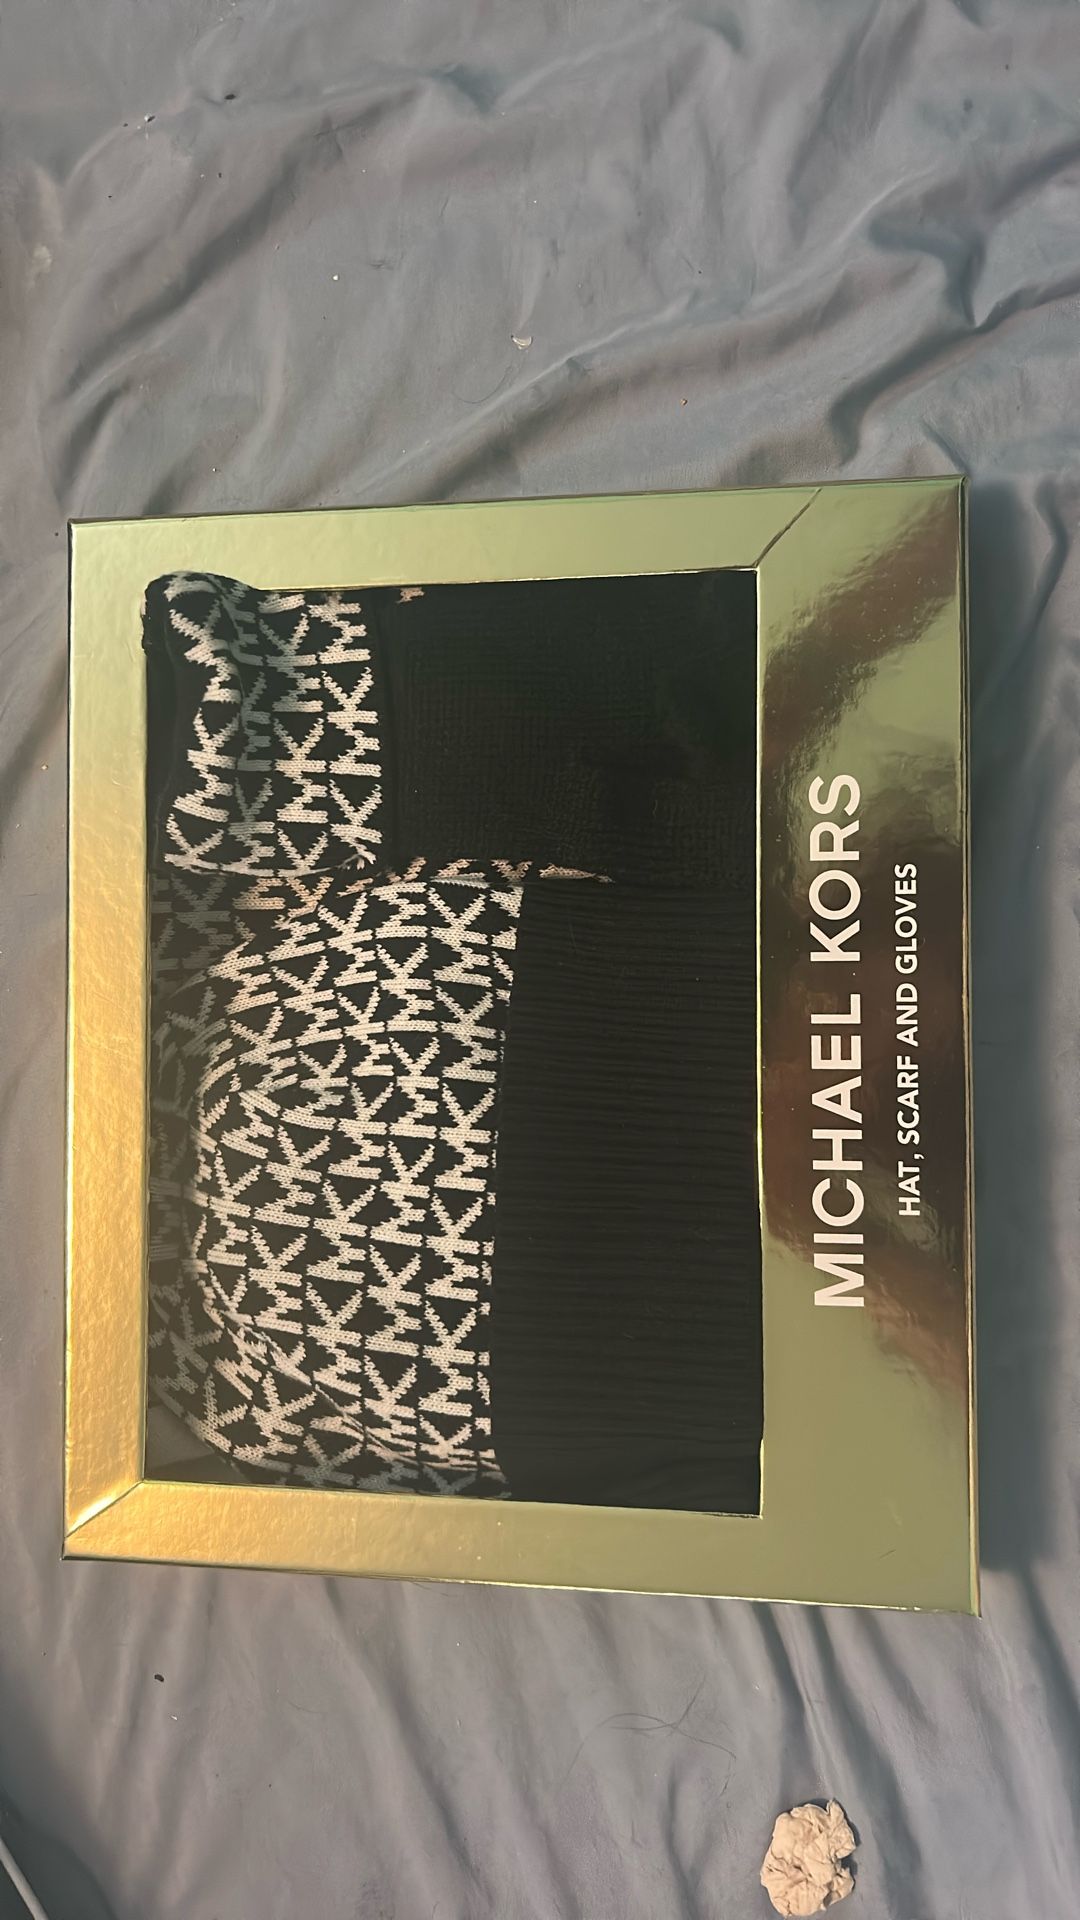 MICHAEL KORS
HAT, SCARF AND GLOVES